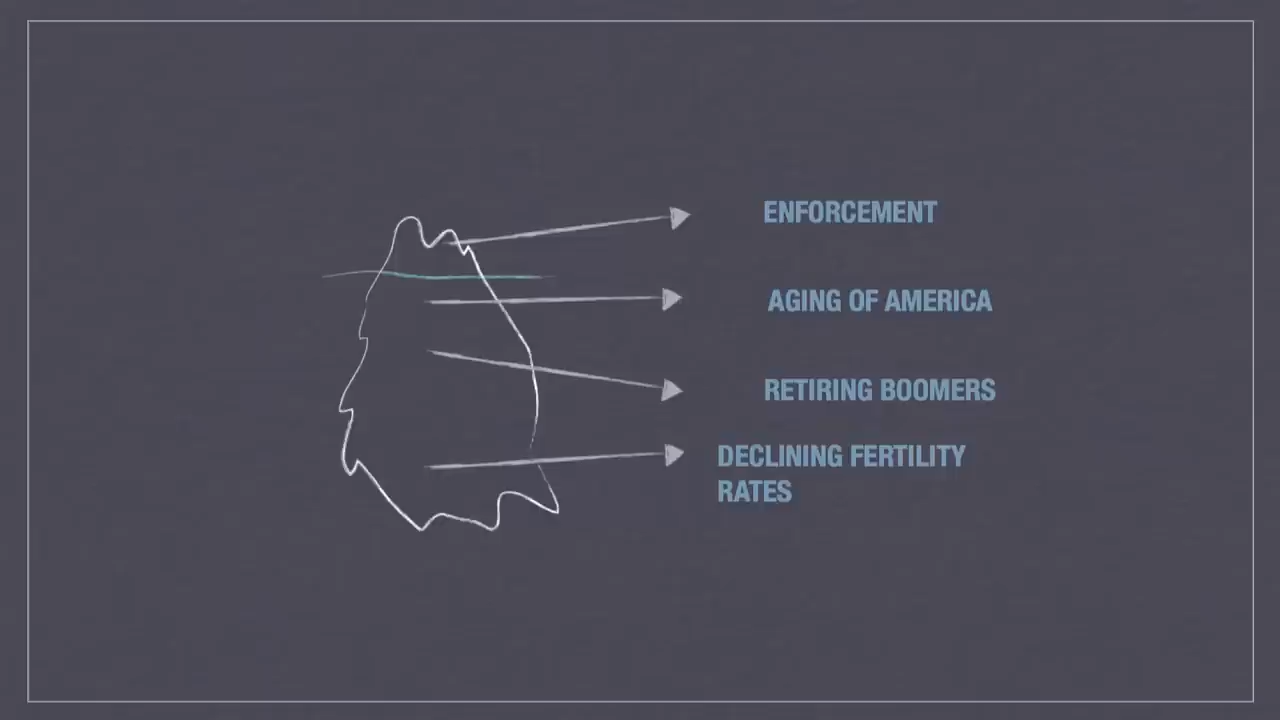 ENFORCEMENT
AGING OF AMERICA
RETIRING BOOMERS
DECLINING FERTILITY
RATES